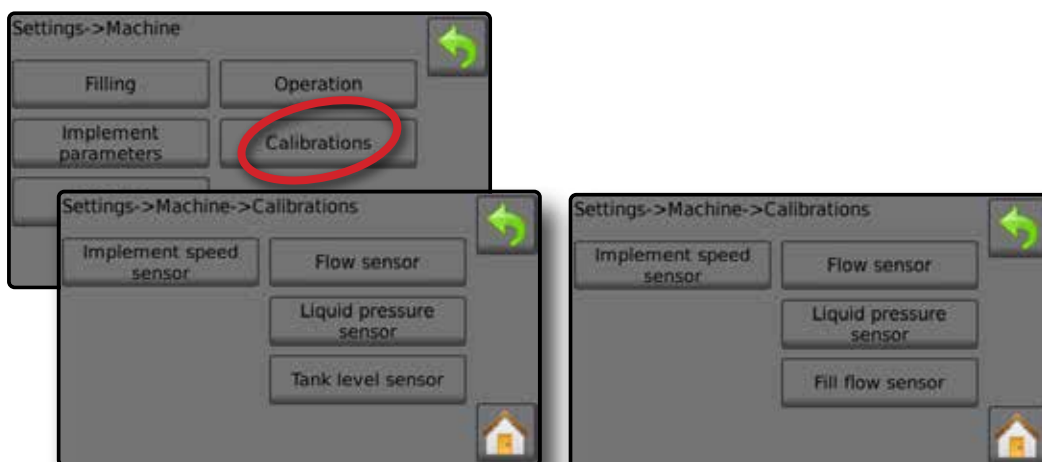 Settings->Machine
Filling
Operation
Implement
parameters
Calibrations
Settings->Machine->Calibrations
Implement speed
sensor
Flow sensor
Liquid pressure
sensor
Tank level sensor
Settings->Machine->Calibrations
Implement speed
sensor
Flow sensor
Liquid pressure
sensor
Fill flow sensor